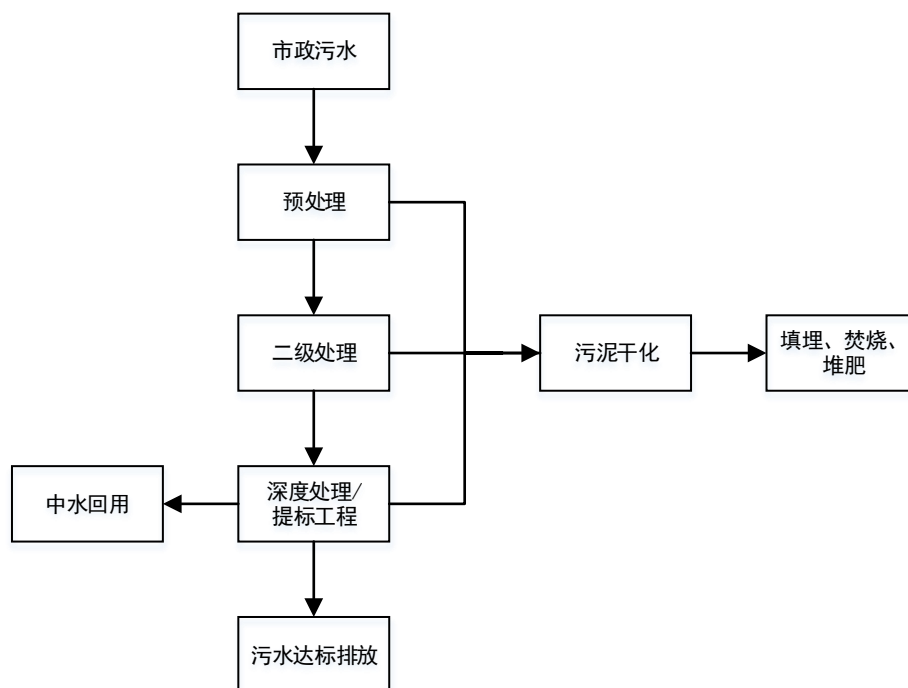 市政污水
预处理
二级处理
污泥干化
填埋、焚烧、
堆肥
中水回用
深度处理/
提标工程
污水达标排放